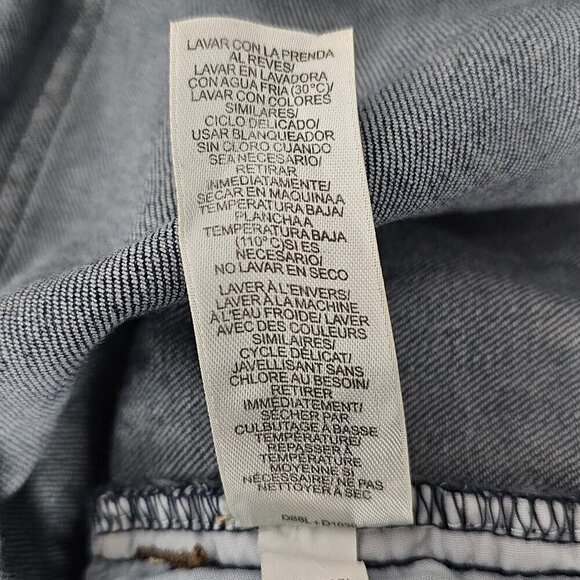 LAVAR CON LA PRENDA
AL REVES/
LAVAR EN LAVADORA
CON AGUA FRIA (30°C)/
LAVAR CON COLORES
SIMILARES/
CICLO DELICADO/
USAR BLANQUEADOR
SIN CLORO CUANDO
SEA NECESARIO/
RETIRAR
INMEDIATAMENTE/
SECAR EN MAQUINA A
TEMPERATURA BAJA/
PLANCHA A
TEMPERATURA BAJA
(110°C) SI ES
NECESARIO/
NO LAVAR EN SECO
LAVER À L'ENVERS/
LAVER À LA MACHINE
À L'EAU FROIDE/ LAVER
AVEC DES COULEURS
SIMILAIRES/
CYCLE DÉLICAT/
JAVELLISANT SANS
CHLORE AU BESOIN/
RETIRER
IMMÉDIATEMENT/
SÉCHER PAR
CULBUTAGE À BASSE
TEMPÉRATURE/
REPASSER À
TEMPÉRATURE
MOYENNE SI
NÉCESSAIRE/ NE PAS
NETTOYER À SEC